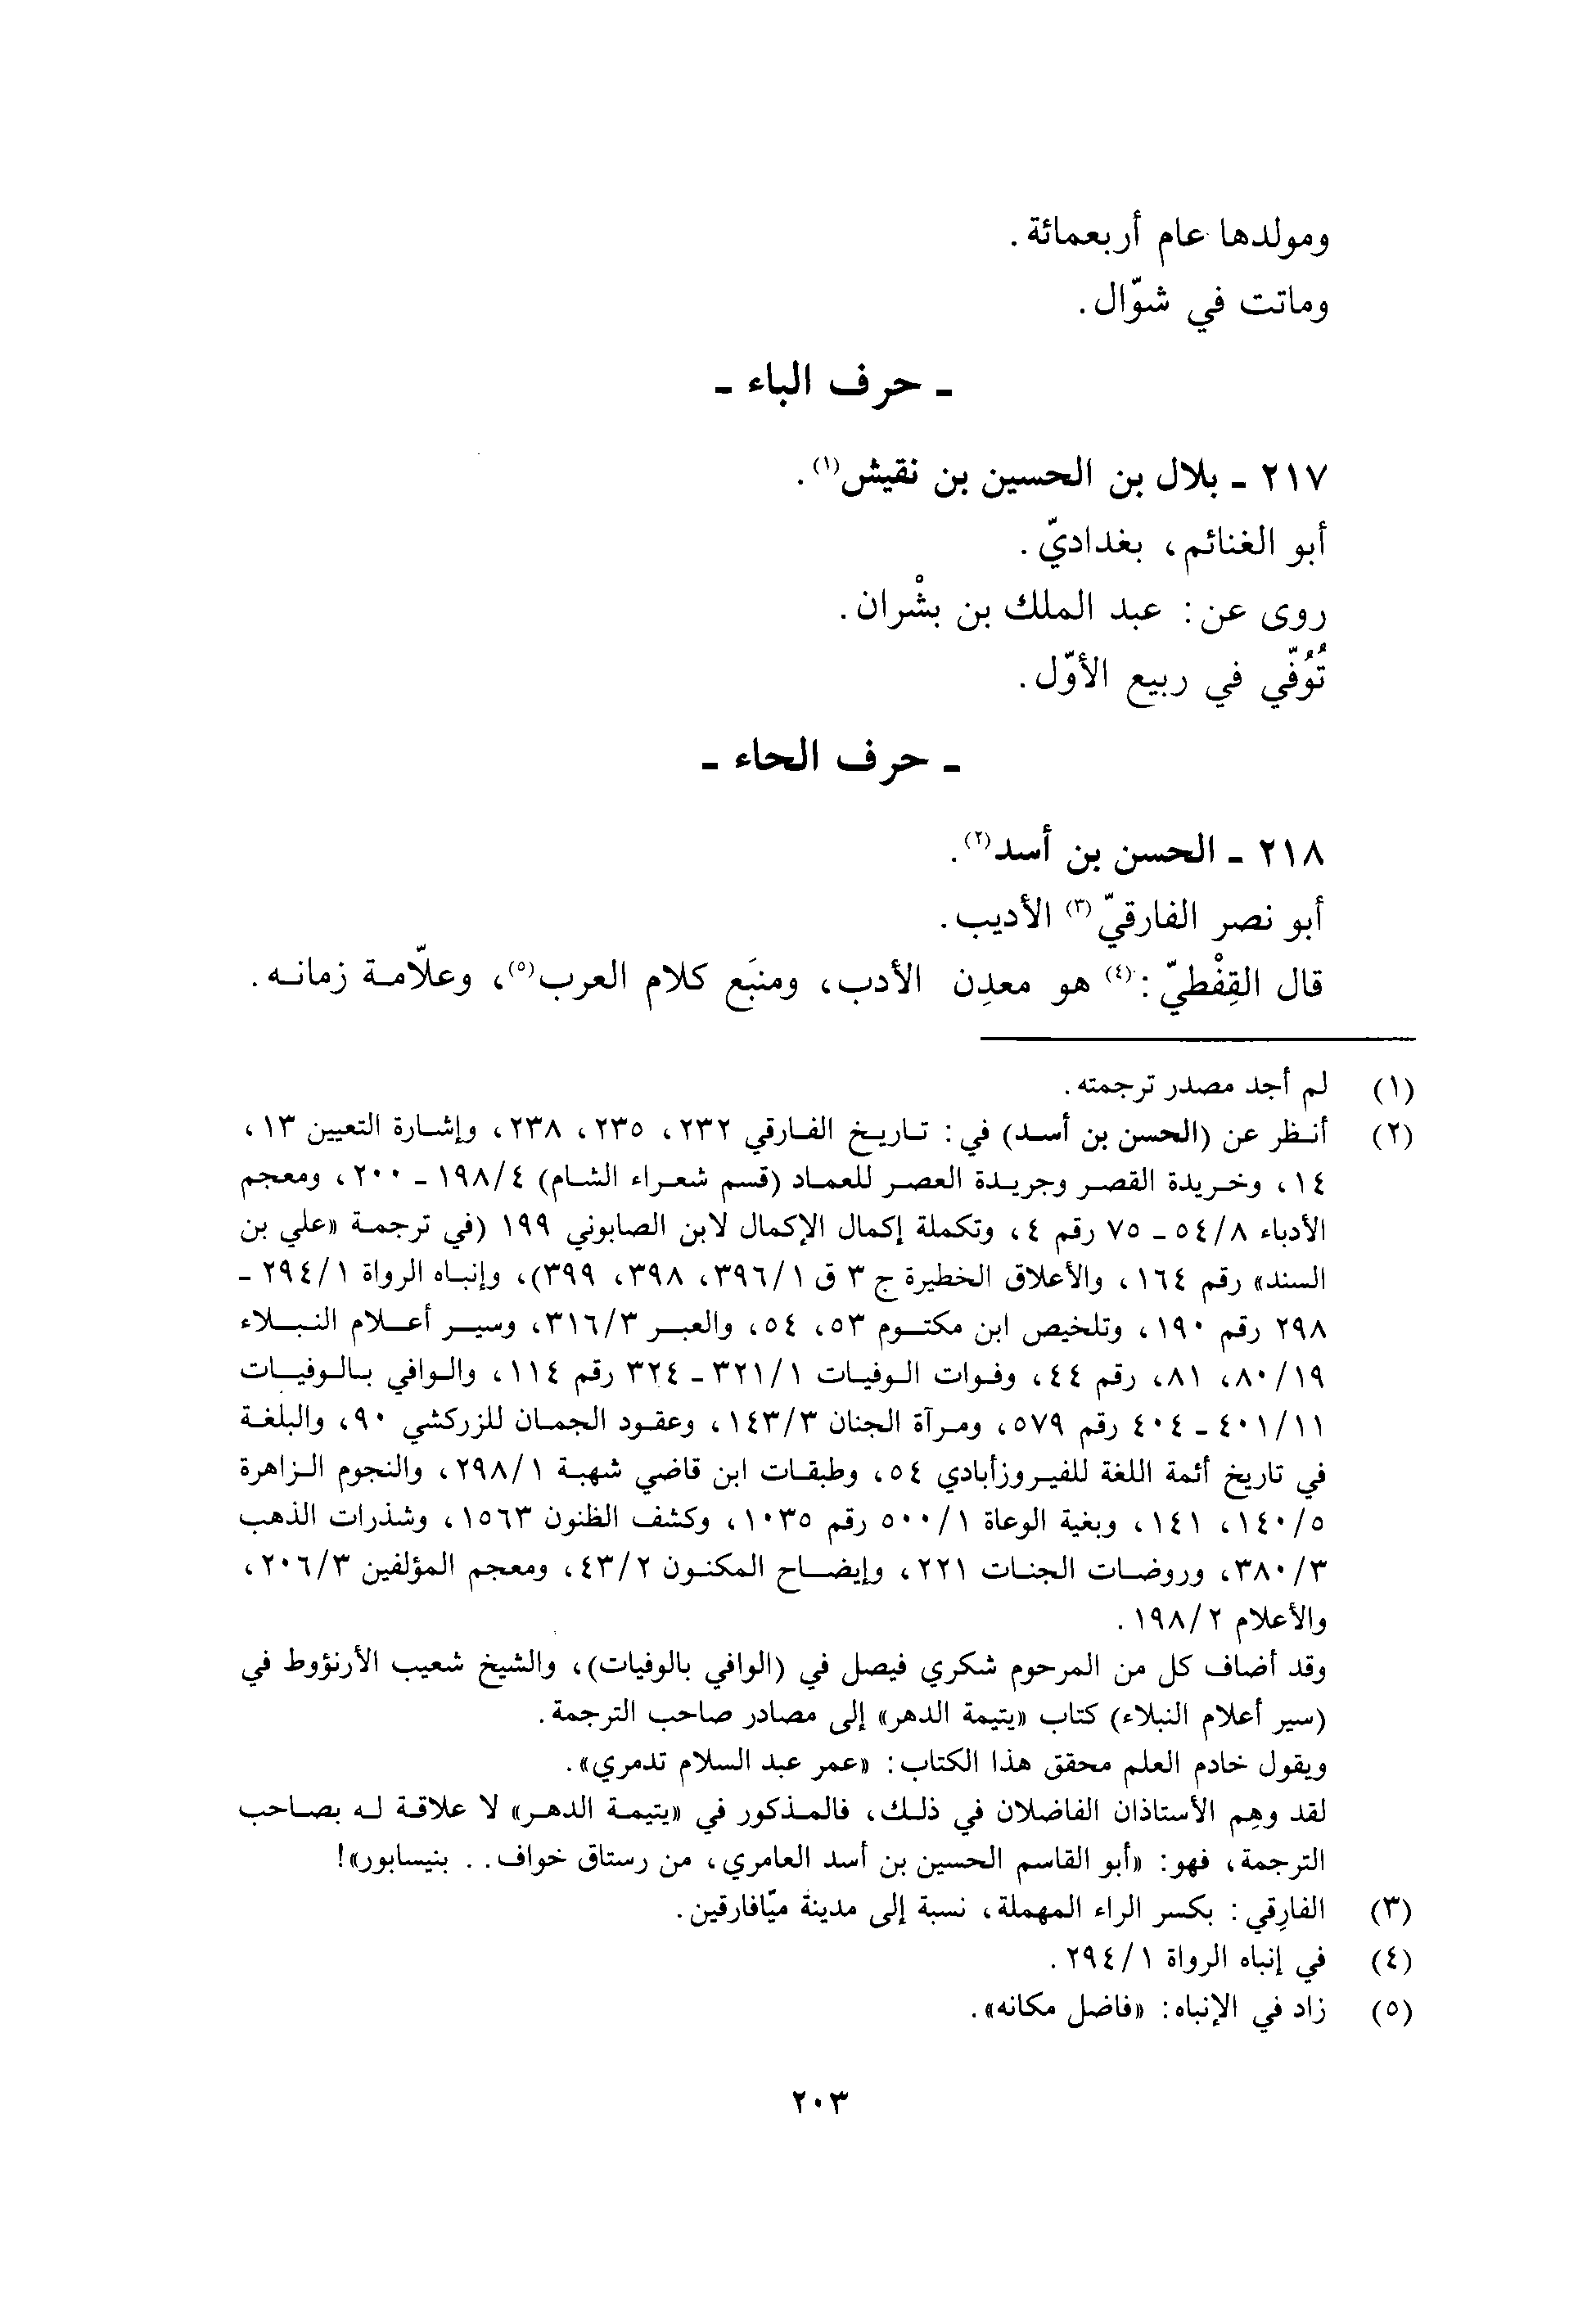 ومولدها عام أربعمائة.
وماتت في شوّال.
ـ حرف الباء ـ
٢١٧ ـ بلال بن الحسين بن نقيش(١).
أبو الغنائم، بغداديّ.
روى عن: عبد الملك بن بشْران.
تُوُفّي في ربيع الأوّل.
ـ حرف الحاء ـ
٢١٨ ـ الحسن بن أسد(٢).
أبو نصر الفارقيّ(٣) الأديب.
قال القِفْطيّ:(٤) هو معدِن الأدب، ومنبَع كلام العرب(٥)، وعلّامة زمانه.
(١) لم أجد مصدر ترجمته.
(٢) أنظر عن (الحسن بن أسد) في: تاريخ الفارقي ٢٣٢، ٢٣٥، ٢٣٨، وإشارة التعيين ١٣،
١٤، وخريدة القصر وجريدة العصر للعماد (قسم شعراء الشام) ١٩٨/٤ ـ ٢٠٠، ومعجم
الأدباء ٥٤/٨ ـ ٧٥ رقم ٤، وتكملة إكمال الإكمال لابن الصابوني ١٩٩ (في ترجمة «علي بن
السند» رقم ١٦٤، والأعلاق الخطيرة ج ٣ ق ٣٩٦/١، ٣٩٨، ٣٩٩)، وإنباه الرواة ٢٩٤/١ ـ
٢٩٨ رقم ١٩٠، وتلخيص ابن مكتوم ٥٣، ٥٤، والعبر ٣١٦/٣، وسير أعلام النبلاء
٨٠/١٩، ٨١، رقم ٤٤، وفوات الوفيات ٣٢١/١ ـ ٣٢٤ رقم ١١٤، والوافي بالوفيات
٤٠١/١١ ـ ٤٠٤ رقم ٥٧٩، ومرآة الجنان ١٤٣/٣، وعقود الجمان للزركشي ٩٠، والبلغة
في تاريخ أئمة اللغة للفيروزأبادي ٥٤، وطبقات ابن قاضي شهبة ٢٩٨/١، والنجوم الزاهرة
١٤٠/٥، ١٤١، وبغية الوعاة ٥٠٠/١ رقم ١٠٣٥، وكشف الظنون ١٥٦٣، وشذرات الذهب
٣٨٠/٣، وروضات الجنات ٢٢١، وإيضاح المكنون ٤٣/٢، ومعجم المؤلفين ٢٠٦/٣،
والأعلام ١٩٨/٢.
وقد أضاف كل من المرحوم شكري فيصل في (الوافي بالوفيات)، والشيخ شعيب الأرنؤوط في
(سير أعلام النبلاء) كتاب «يتيمة الدهر» إلى مصادر صاحب الترجمة.
ويقول خادم العلم محقق هذا الكتاب: «عمر عبد السلام تدمري».
لقد وهِم الأستاذان الفاضلان في ذلك، فالمذكور في «يتيمة الدهر» لا علاقة له بصاحب
الترجمة، فهو: «أبو القاسم الحسين بن أسد العامري، من رستاق خواف.. بنيسابور»!
(٣) الفارِقي: بكسر الراء المهملة، نسبة إلى مدينة ميّافارقين.
(٤) في إنباه الرواة ٢٩٤/١.
(٥) زاد في الإنباه: «فاضل مكانه».
٢٠٣